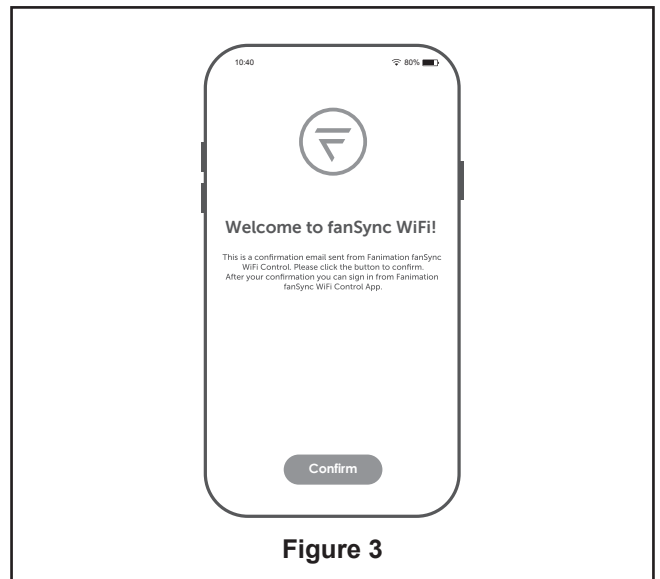 10:40 80%
Welcome to fanSync WiFi!
This is a confirmation email sent from Fanimation fanSync
WiFi Control. Please click the button to confirm.
After your confirmation you can sign in from Fanimation
fanSync WiFi Control App.
Confirm
Figure 3